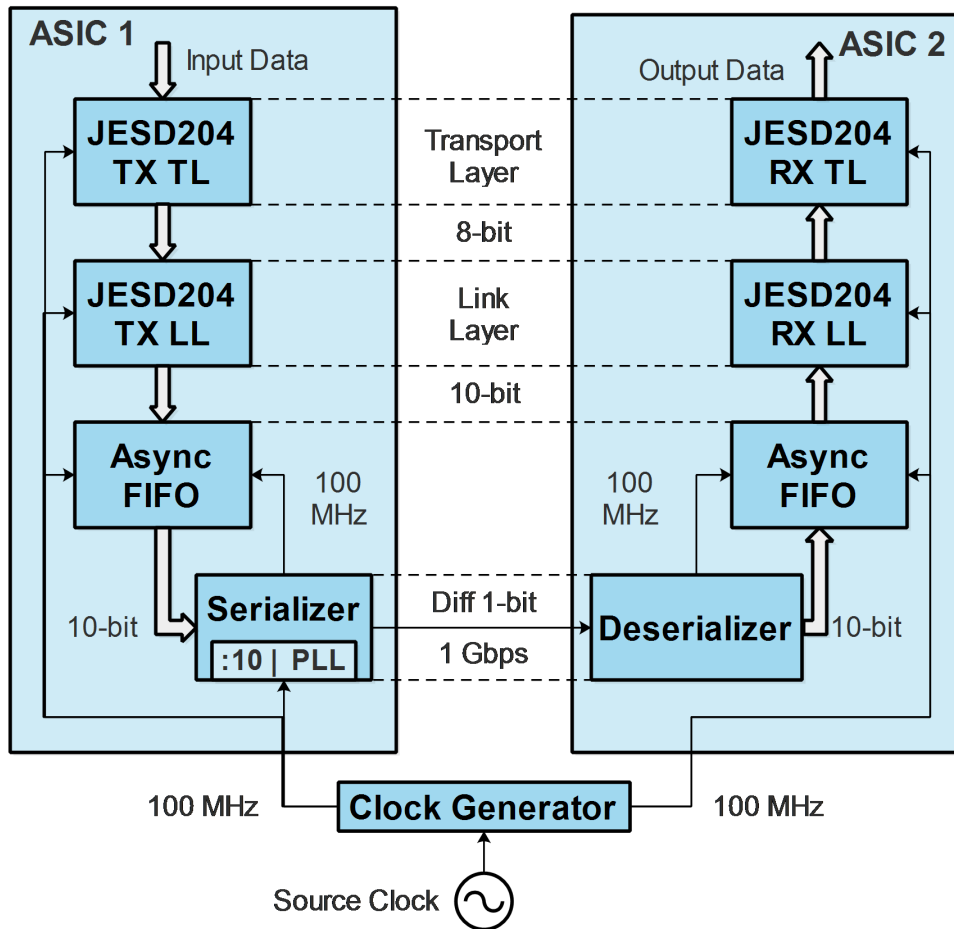 ASIC 1
Input Data
JESD204
TX TL
JESD204
TX LL
Async
FIFO
100
MHz
10-bit
Serializer
:10 | PLL
Transport
Layer
8-bit
Link
Layer
10-bit
Diff 1-bit
1 Gbps
ASIC 2
Output Data
JESD204
RX TL
JESD204
RX LL
Async
FIFO
100
MHz
Deserializer
10-bit
100 MHz
Clock Generator
100 MHz
Source Clock